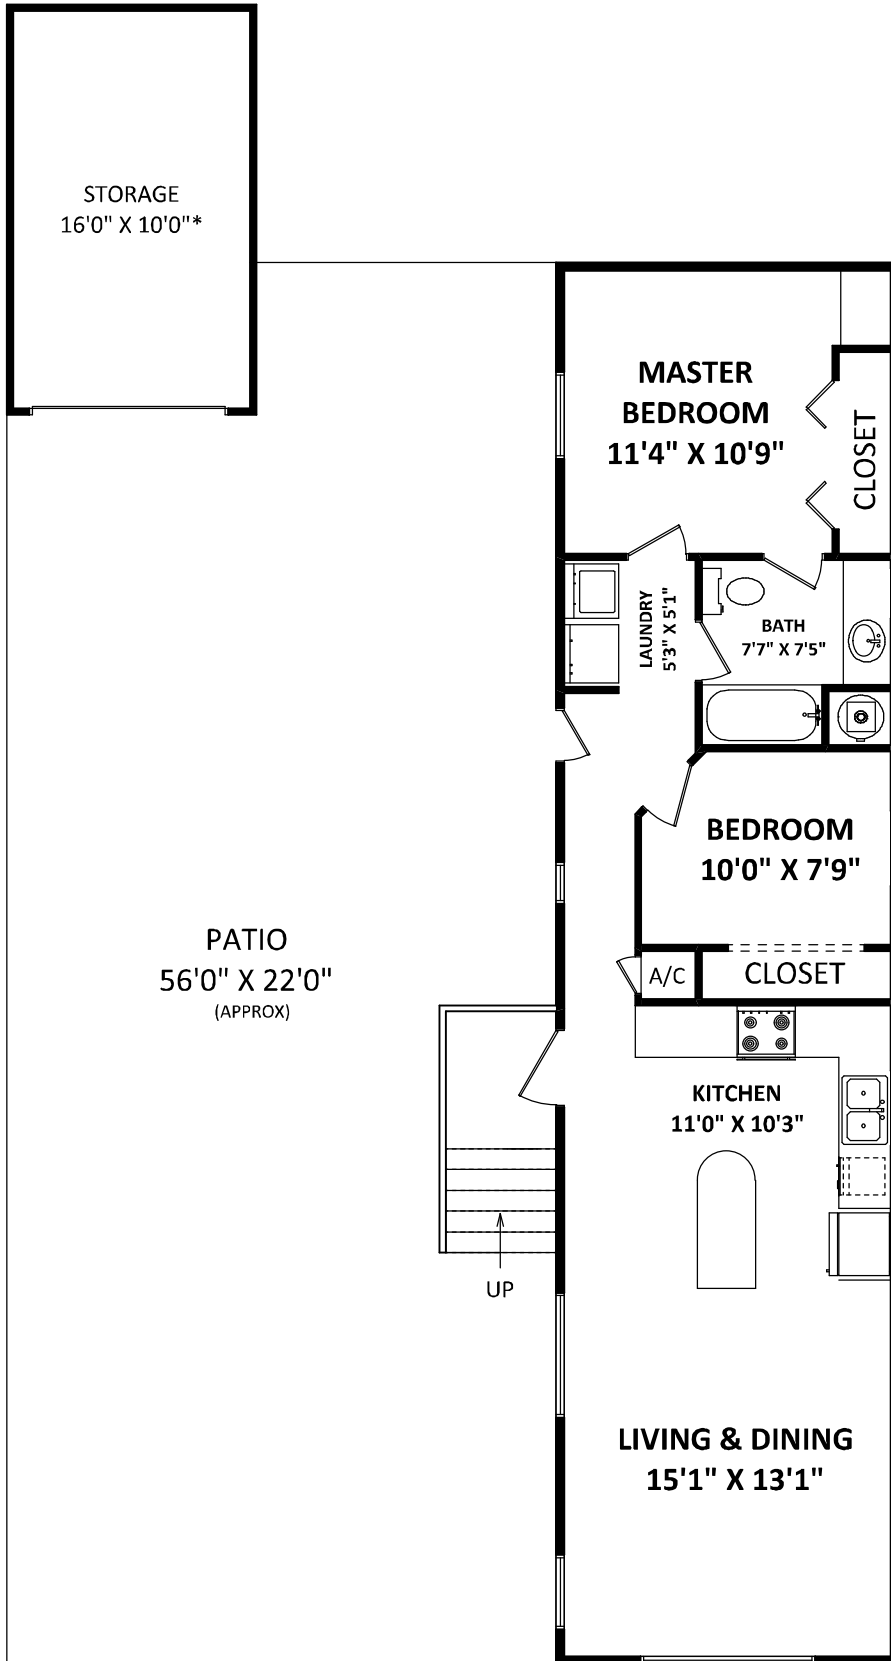 STORAGE
16'0" X 10'0"*
MASTER
BEDROOM
11'4" X 10'9"
CLOSET
LAUNDRY
5'3" X 5'1"
BATH
7'7" X 7'5"
BEDROOM
10'0" X 7'9"
PATIO
56'0" X 22'0"
(APPROX)
A/C
CLOSET
KITCHEN
11'0" X 10'3"
UP
LIVING & DINING
15'1" X 13'1"